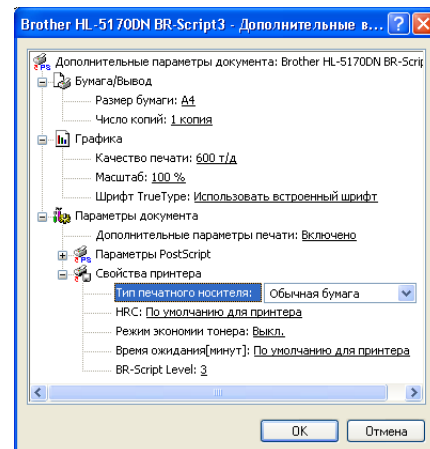 Brother HL-5170DN BR-Script3 - Дополнительные в...
Дополнительные параметры документа: Brother HL-5170DN BR-Scrip
Бумага/Вывод
Размер бумаги: A4
Число копий: 1 копия
Графика
Качество печати: 600 т/д
Масштаб: 100 %
Шрифт TrueType: Использовать встроенный шрифт
Параметры документа
Дополнительные параметры печати: Включено
Параметры PostScript
Свойства принтера
Тип печатного носителя: Обычная бумага
HRC: По умолчанию для принтера
Режим экономии тонера: Выкл.
Время ожидания[минут]: По умолчанию для принтера
BR-Script Level: 3
OK Отмена